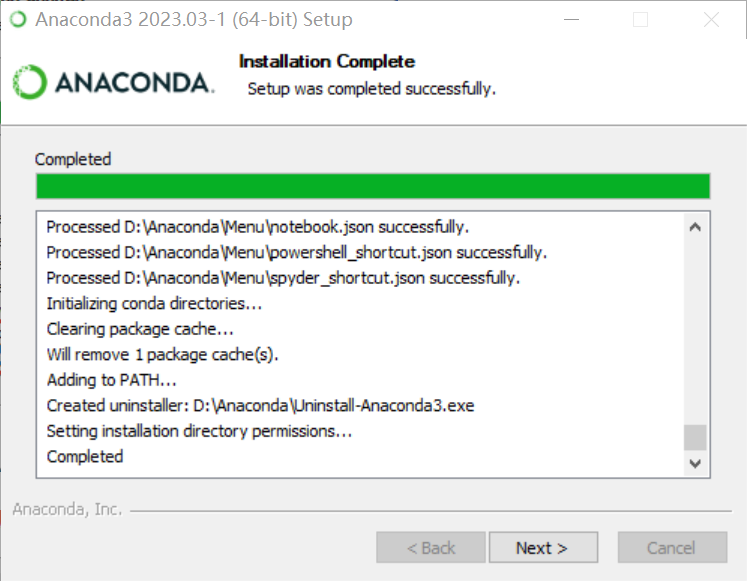 Anaconda3 2023.03-1 (64-bit) Setup
ANACONDA.
Installation Complete
Setup was completed successfully.
Completed
Processed D:\Anaconda\Menu\notebook.json successfully.
Processed D:\Anaconda\Menu\powershell_shortcut.json successfully.
Processed D:\Anaconda\Menu\spyder_shortcut.json successfully.
Initializing conda directories...
Clearing package cache...
Will remove 1 package cache(s).
Adding to PATH...
Created uninstaller: D:\Anaconda\Uninstall-Anaconda3.exe
Setting installation directory permissions...
Completed
Anaconda, Inc.
< Back Next > Cancel